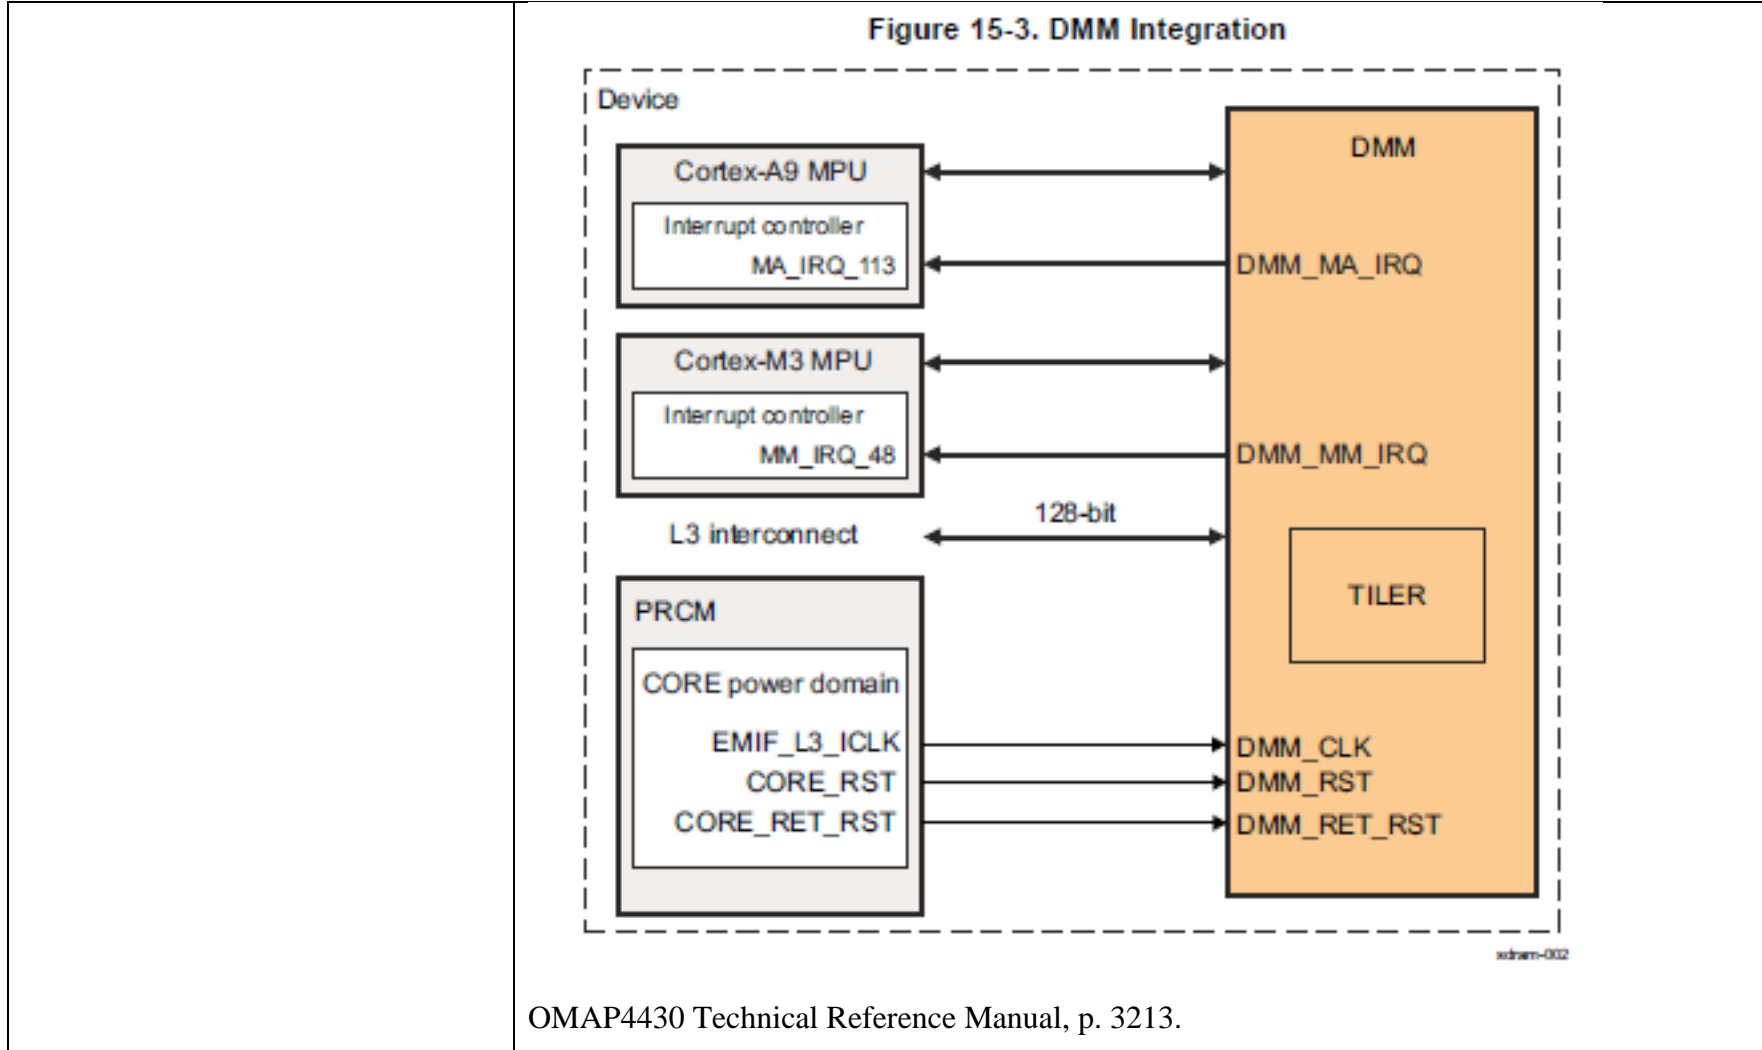 Figure 15-3. DMM Integration
Device
DMM
Cortex-A9 MPU
Interrupt controller
MA_IRQ_113
DMM_MA_IRQ
Cortex-M3 MPU
Interrupt controller
MM_IRQ_48
DMM_MM_IRQ
L3 interconnect
128-bit
TILER
PRCM
CORE power domain
EMIF_L3_ICLK
DMM_CLK
CORE_RST
DMM_RST
CORE_RET_RST
DMM_RET_RST
xdram-002
OMAP4430 Technical Reference Manual, p. 3213.